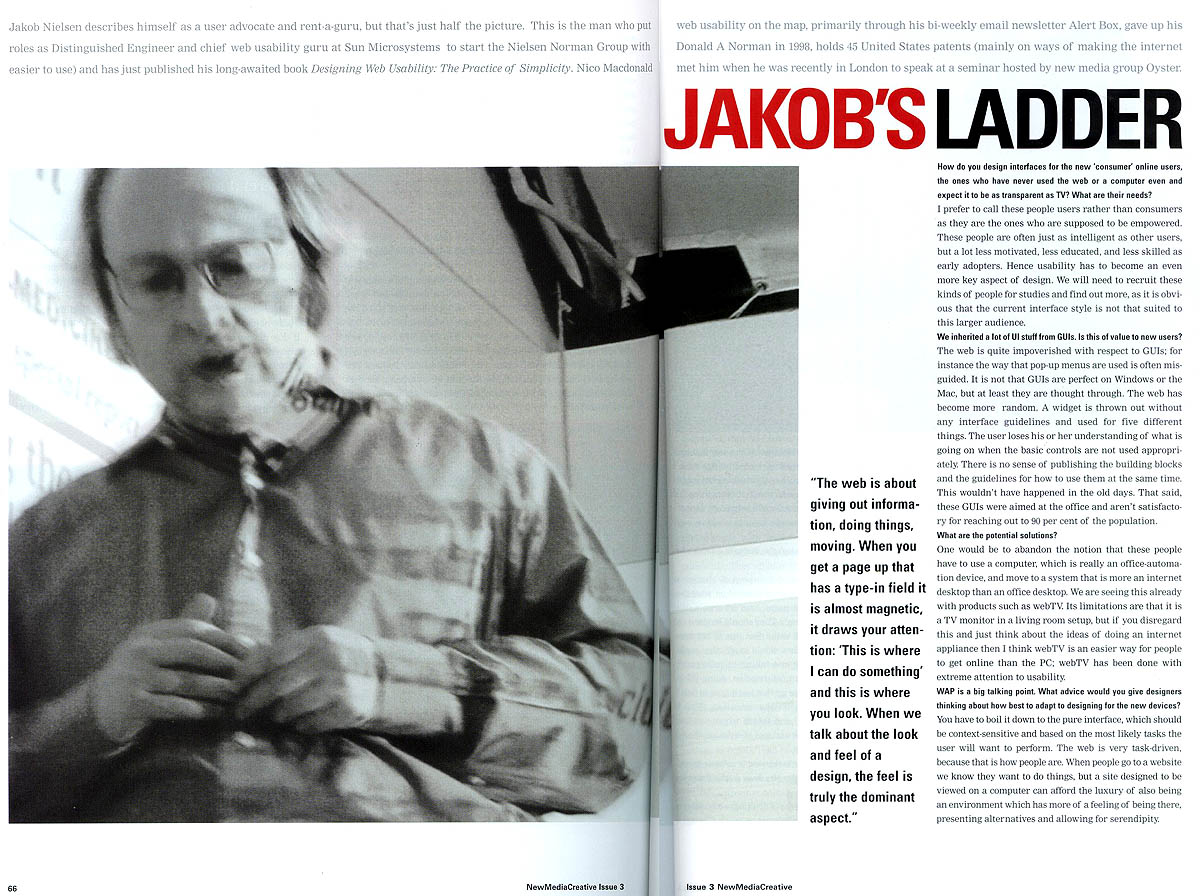 Jakob Nielsen describes himself as a user advocate and rent-a-guru, but that's just half the picture. This is the man who put web usability on the map, primarily through his bi-weekly email newsletter Alert Box, gave up his
roles as Distinguished Engineer and chief web usability guru at Sun Microsystems to start the Nielsen Norman Group with Donald A Norman in 1998, holds 45 United States patents (mainly on ways of making the internet
easier to use) and has just published his long-awaited book Designing Web Usability: The Practice of Simplicity. Nico Macdonald met him when he was recently in London to speak at a seminar hosted by new media group Oyster.
JAKOB'S LADDER
"The web is about
giving out informa-
tion, doing things,
moving. When you
get a page up that
has a type-in field it
is almost magnetic,
it draws your atten-
tion: 'This is where
I can do something'
and this is where
you look. When we
talk about the look
and feel of a
design, the feel is
truly the dominant
aspect."
How do you design interfaces for the new 'consumer' online users,
the ones who have never used the web or a computer even and
expect it to be as transparent as TV? What are their needs?
I prefer to call these people users rather than consumers
as they are the ones who are supposed to be empowered.
These people are often just as intelligent as other users,
but a lot less motivated, less educated, and less skilled as
early adopters. Hence usability has to become an even
more key aspect of design. We will need to recruit these
kinds of people for studies and find out more, as it is obvi-
ous that the current interface style is not that suited to
this larger audience.
We inherited a lot of UI stuff from GUIs. Is this of value to new users?
The web is quite impoverished with respect to GUIs; for
instance the way that pop-up menus are used is often mis-
guided. It is not that GUIs are perfect on Windows or the
Mac, but at least they are thought through. The web has
become more random. A widget is thrown out without
any interface guidelines and used for five different
things. The user loses his or her understanding of what is
going on when the basic controls are not used appropri-
ately. There is no sense of publishing the building blocks
and the guidelines for how to use them at the same time.
This wouldn't have happened in the old days. That said,
these GUIs were aimed at the office and aren't satisfacto-
ry for reaching out to 90 per cent of the population.
What are the potential solutions?
One would be to abandon the notion that these people
have to use a computer, which is really an office-automa-
tion device, and move to a system that is more an internet
desktop than an office desktop. We are seeing this already
with products such as webTV. Its limitations are that it is
a TV monitor in a living room setup, but if you disregard
this and just think about the ideas of doing an internet
appliance then I think webTV is an easier way for people
to get online than the PC; webTV has been done with
extreme attention to usability.
WAP is a big talking point. What advice would you give designers
thinking about how best to adapt to designing for the new devices?
You have to boil it down to the pure interface, which should
be context-sensitive and based on the most likely tasks the
user will want to perform. The web is very task-driven,
because that is how people are. When people go to a website
we know they want to do things, but a site designed to be
viewed on a computer can afford the luxury of also being
an environment which has more of a feeling of being there,
presenting alternatives and allowing for serendipity.
66
NewMediaCreative Issue 3
Issue 3 NewMediaCreative